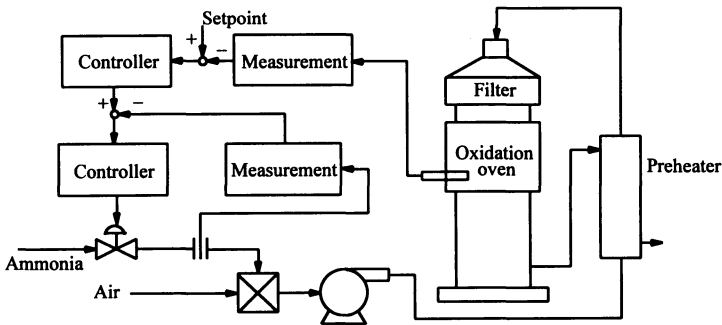 Setpoint
+
−
Controller
Measurement
Filter
+
−
Oxidation
oven
Controller
Measurement
Preheater
Ammonia
Air